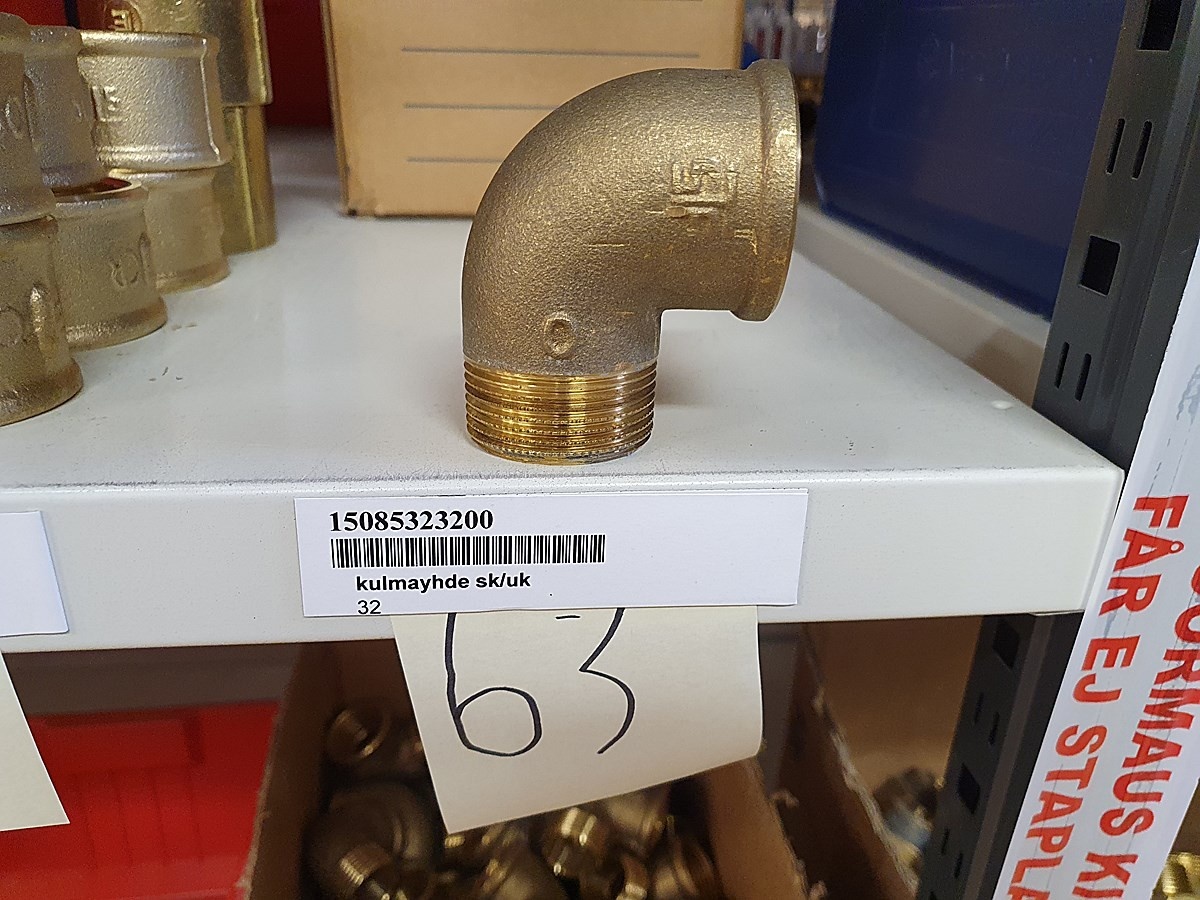 15085323200
kulmayhde sk/uk
32
63
FÅR EJ STAPLA